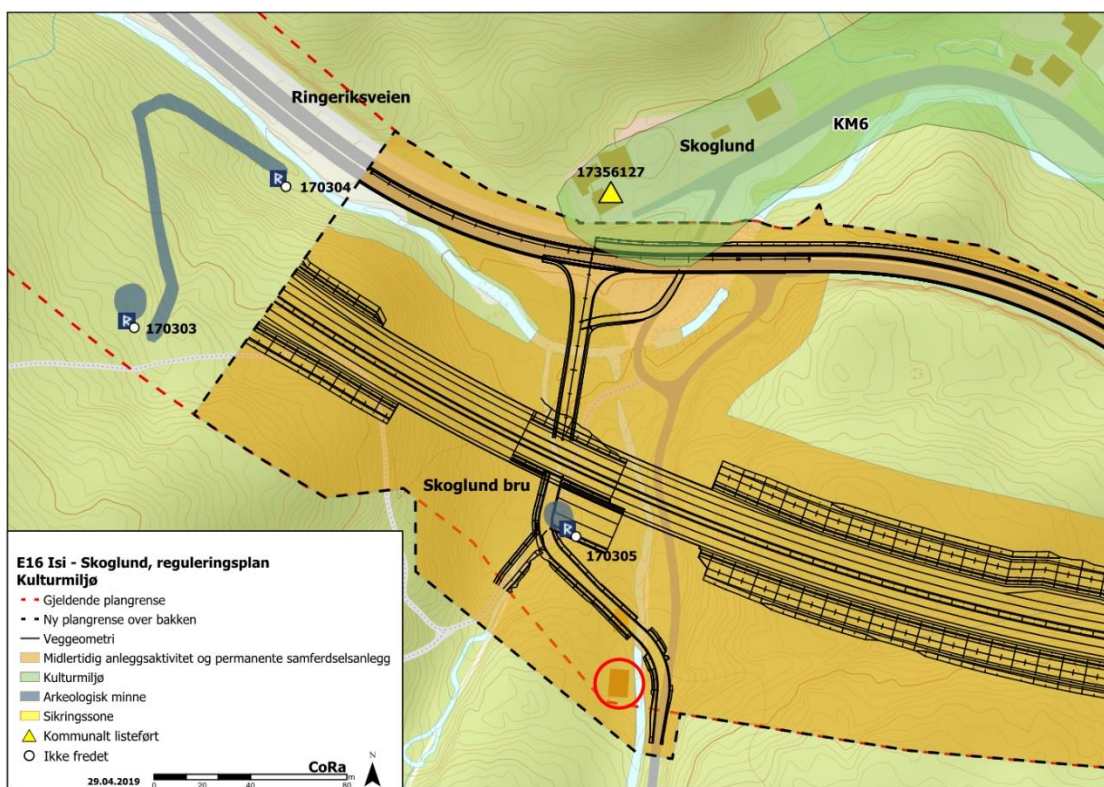 Ringeriksveien
KM6
Skoglund
17356127
170304
170303
Skoglund bru
170305
E16 Isi - Skoglund, reguleringsplan
Kulturmiljø
Gjeldende plangrense
Ny plangrense over bakken
Veggeometri
Midlertidig anleggsaktivitet og permanente samferdselsanlegg
Kulturmiljø
Arkeologisk minne
Sikringssone
Kommunalt listeført
Ikke fredet
N
CoRa
29.04.2019
m
0 20 40 80